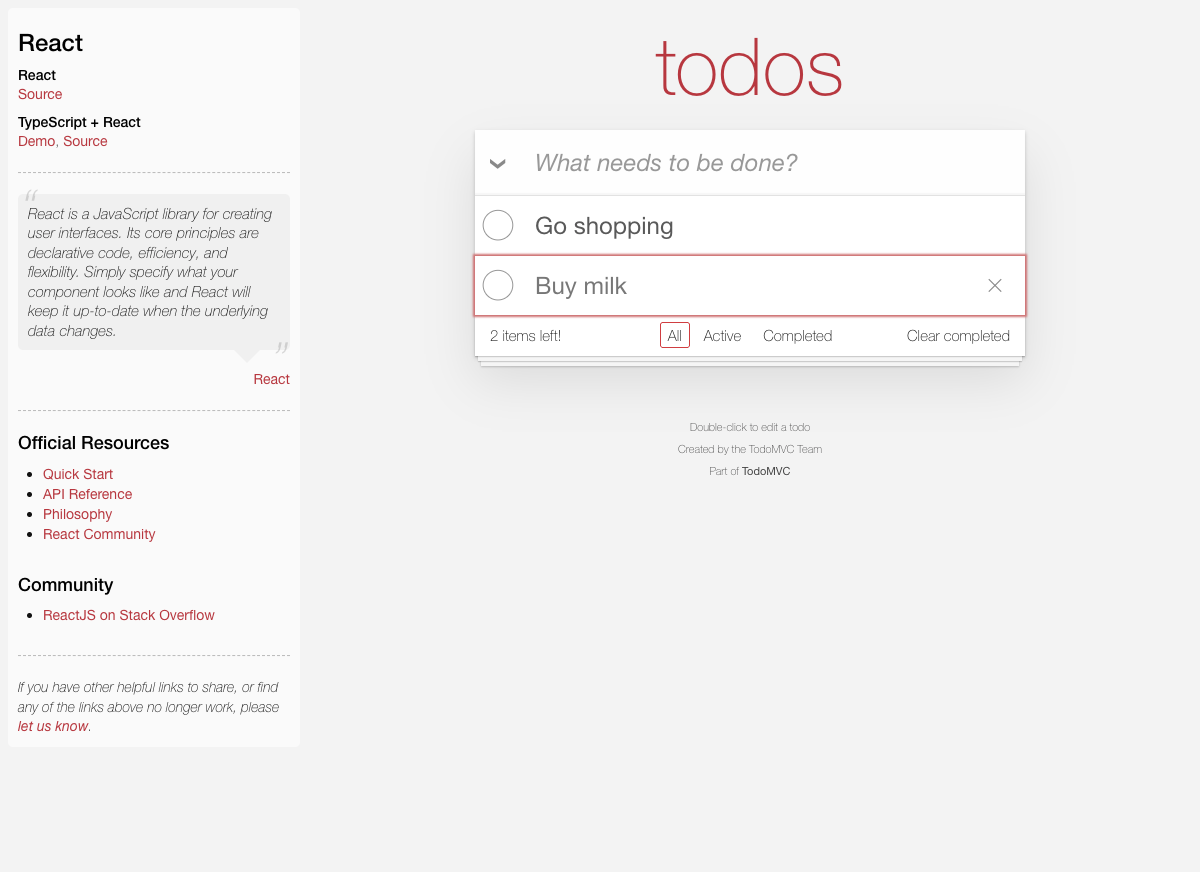 React
React
Source
TypeScript + React
Demo, Source
“
React is a JavaScript library for creating
user interfaces. Its core principles are
declarative code, efficiency, and
flexibility. Simply specify what your
component looks like and React will
keep it up-to-date when the underlying
data changes.
”
React
Official Resources
• Quick Start
• API Reference
• Philosophy
• React Community
Community
• ReactJS on Stack Overflow
If you have other helpful links to share, or find
any of the links above no longer work, please
let us know.
todos
What needs to be done?
Go shopping
Buy milk
2 items left!
All
Active
Completed
Clear completed
Double-click to edit a todo
Created by the TodoMVC Team
Part of TodoMVC